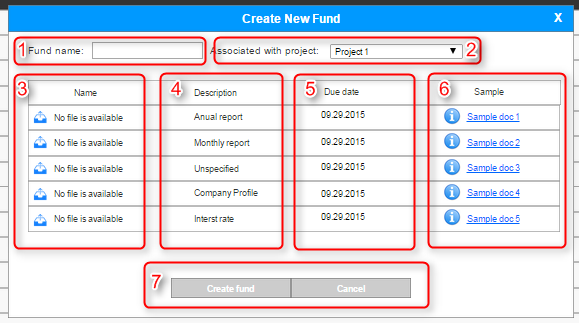 Create New Fund X
1 Fund name: Associated with project: Project 1 2
3 Name 4 Description 5 Due date 6 Sample
No file is available Anual report 09.29.2015 Sample doc 1
No file is available Monthly report 09.29.2015 Sample doc 2
No file is available Unspecified 09.29.2015 Sample doc 3
No file is available Company Profile 09.29.2015 Sample doc 4
No file is available Interst rate 09.29.2015 Sample doc 5
7
Create fund Cancel